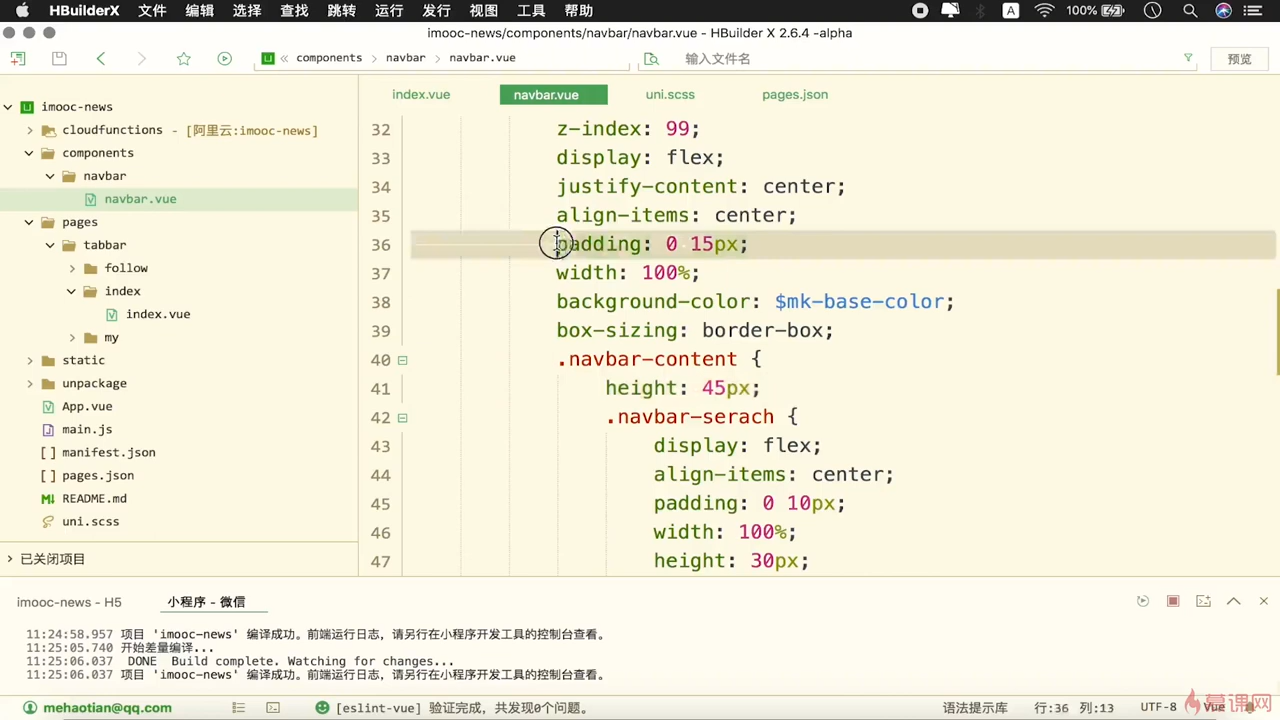 HBuilderX 文件 编辑 选择 查找 跳转 运行 发行 视图 工具 帮助 A 100%
imooc-news/components/navbar/navbar.vue - HBuilder X 2.6.4 -alpha
components navbar navbar.vue 输入文件名 预览
index.vue navbar.vue uni.scss pages.json
imooc-news
cloudfunctions - [阿里云:imooc-news]
components
navbar
navbar.vue
pages
tabbar
follow
index
index.vue
my
static
unpackage
App.vue
main.js
manifest.json
pages.json
README.md
uni.scss
已关闭项目
32 z-index: 99;
33 display: flex;
34 justify-content: center;
35 align-items: center;
36 padding: 0 15px;
37 width: 100%;
38 background-color: $mk-base-color;
39 box-sizing: border-box;
40 .navbar-content {
41 height: 45px;
42 .navbar-serach {
43 display: flex;
44 align-items: center;
45 padding: 0 10px;
46 width: 100%;
47 height: 30px;
imooc-news - H5 小程序 - 微信
11:24:58.957 项目 'imooc-news' 编译成功。前端运行日志，请另行在小程序开发工具的控制台查看。
11:25:05.740 开始差量编译...
11:25:06.037 DONE Build complete. Watching for changes...
11:25:06.037 项目 'imooc-news' 编译成功。前端运行日志，请另行在小程序开发工具的控制台查看。
mehaotian@qq.com [eslint-vue] 验证完成，共发现0个问题。 语法提示库 行:36 列:13 UTF-8 Vue
慕课网